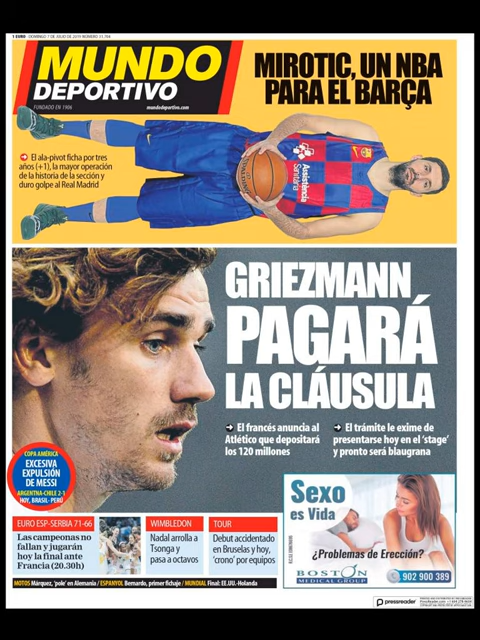 1 EURO DOMINGO 7 DE JULIO DE 2019 NÚMERO 31.764
MUNDO
DEPORTIVO
FUNDADO EN 1906
mundodeportivo.com
MIROTIC, UN NBA
PARA EL BARÇA
El ala-pivot ficha por tres
años (+1), la mayor operación
de la historia de la sección y
duro golpe al Real Madrid
Assistència
Sanitària
GRIEZMANN
PAGARÁ
LA CLÁUSULA
El francés anuncia al
Atlético que depositará
los 120 millones
El trámite le exime de
presentarse hoy en el 'stage'
y pronto será blaugrana
COPA AMÉRICA
EXCESIVA
EXPULSIÓN
DE MESSI
ARGENTINA-CHILE 2-1
HOY, BRASIL-PERÚ
EURO ESP-SERBIA 71-66
Las campeonas no
fallan y jugarán
hoy la final ante
Francia (20.30h)
WIMBLEDON
Nadal arrolla a
Tsonga y
pasa a octavos
TOUR
Debut accidentado
en Bruselas y hoy,
'crono' por equipos
Sexo
es Vida
¿Problemas de Erección?
BOSTON
MEDICAL GROUP
902 900 389
MOTOS Márquez, 'pole' en Alemania / ESPANYOL Bernardo, primer fichaje / MUNDIAL Final: EE.UU.-Holanda
pressreader